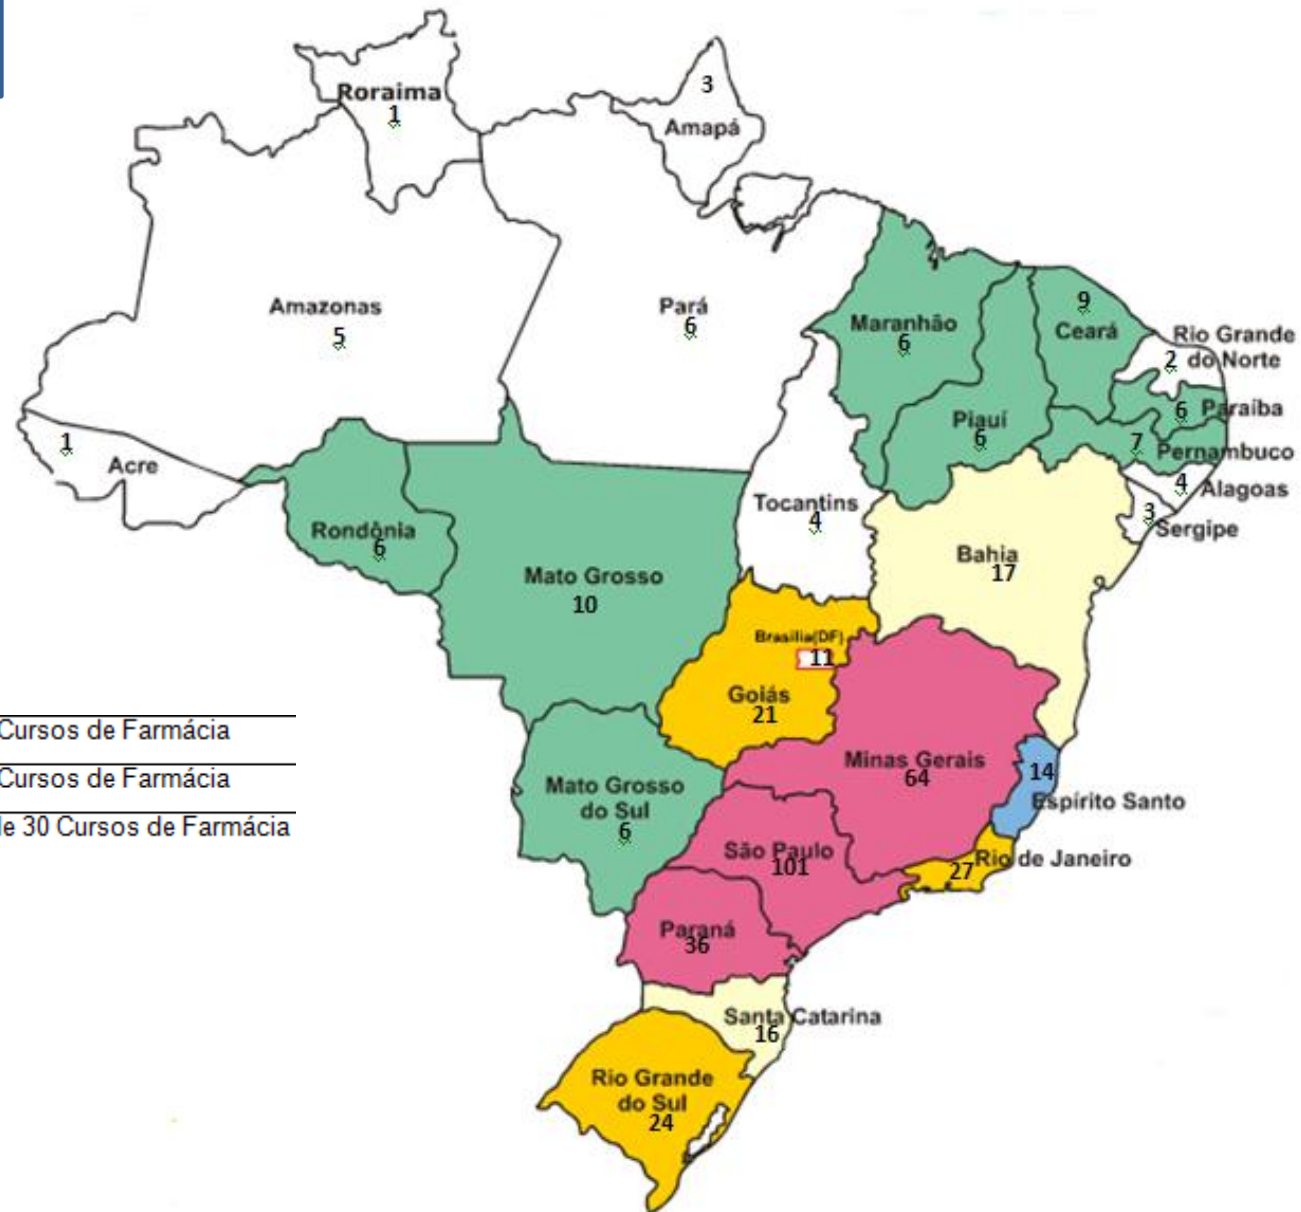 Roraima
1
3
Amapá
Amazonas
5
Pará
6
Maranhão
6
9
Ceará
Rio Grande
do Norte
2
Piauí
6
6
Paraíba
7
Pernambuco
4
Alagoas
3
Sergipe
1
Acre
Rondônia
6
Tocantins
4
Mato Grosso
10
Bahia
17
Brasília(DF)
11
Goiás
21
Cursos de Farmácia
Cursos de Farmácia
de 30 Cursos de Farmácia
Minas Gerais
64
14
Espírito Santo
Mato Grosso
do Sul
6
São Paulo
101
Rio de Janeiro
27
Paraná
36
Santa Catarina
16
Rio Grande
do Sul
24